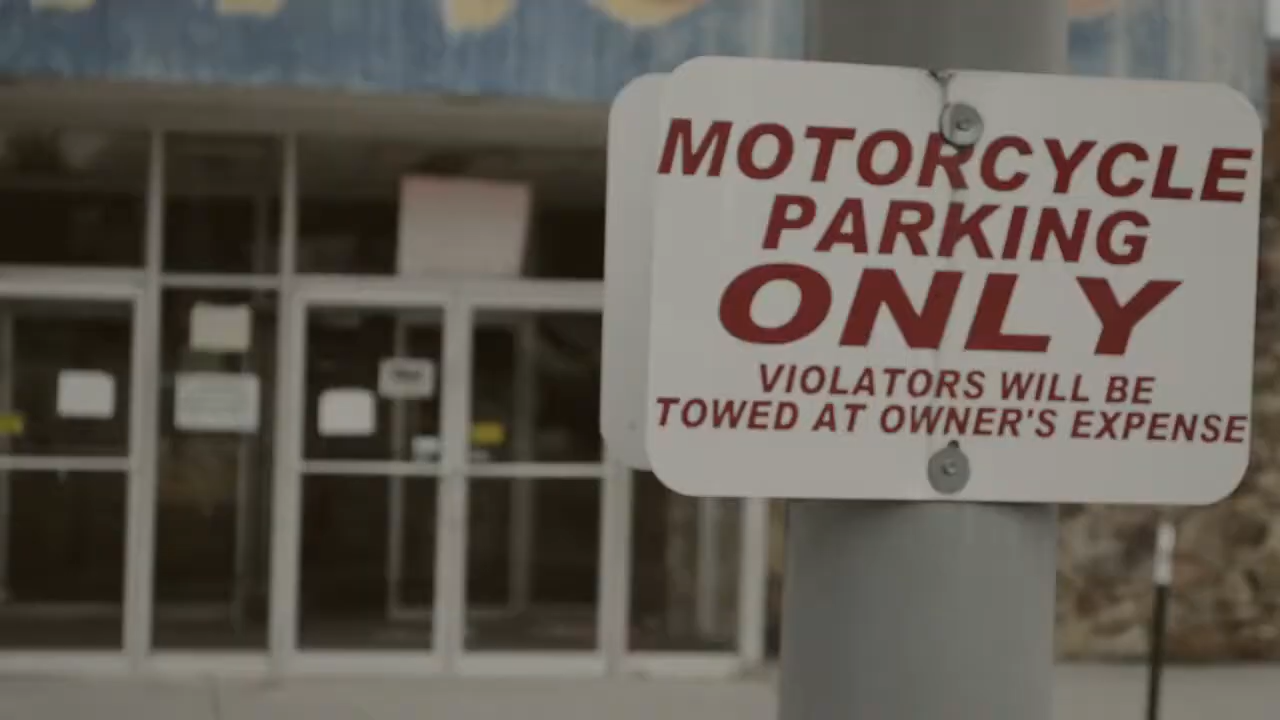 MOTORCYCLE
PARKING
ONLY
VIOLATORS WILL BE
TOWED AT OWNER'S EXPENSE